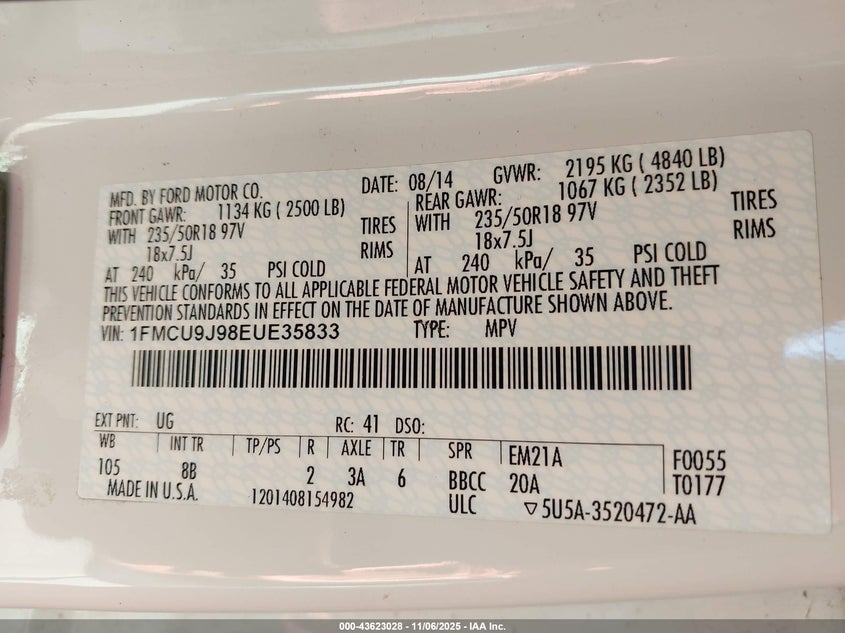 MFD. BY FORD MOTOR CO.
DATE: 08/14
GVWR: 2195 KG ( 4840 LB)
FRONT GAWR: 1134 KG ( 2500 LB)
REAR GAWR: 1067 KG ( 2352 LB)
WITH 235/50R18 97V TIRES
WITH 235/50R18 97V TIRES
18x7.5J RIMS
18x7.5J RIMS
AT 240 kPa/ 35 PSI COLD
AT 240 kPa/ 35 PSI COLD
THIS VEHICLE CONFORMS TO ALL APPLICABLE FEDERAL MOTOR VEHICLE SAFETY AND THEFT
PREVENTION STANDARDS IN EFFECT ON THE DATE OF MANUFACTURE SHOWN ABOVE.
VIN: 1FMCU9J98EUE35833 TYPE: MPV
EXT PNT: UG RC: 41 DSO:
WB INT TR TP/PS R AXLE TR SPR EM21A F0055
105 8B 2 3A 6 BBCC 20A T0177
MADE IN U.S.A. 1201408154982 ULC ▽5U5A-3520472-AA
000-43623028 - 11/06/2025 - IAA Inc.